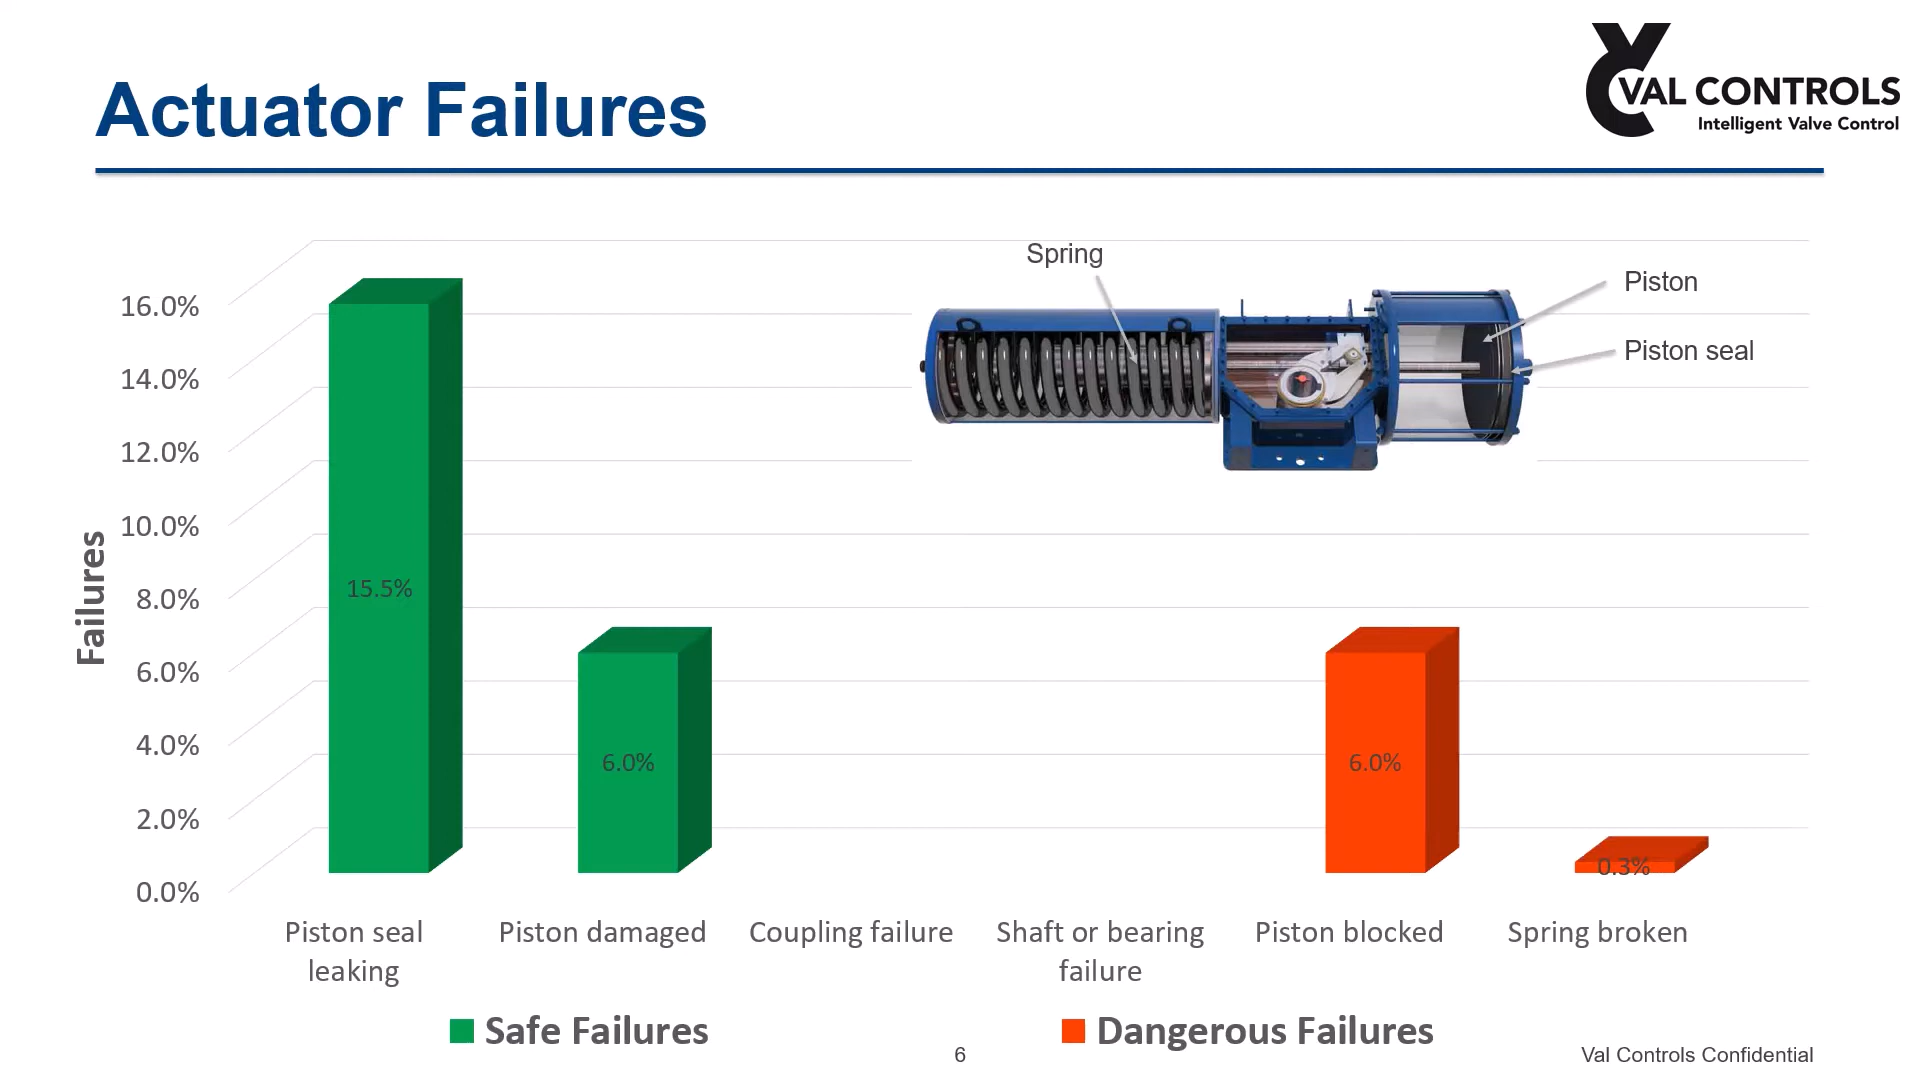 Actuator Failures
VAL CONTROLS
Intelligent Valve Control
Spring
Piston
Piston seal
Failures
16.0%
14.0%
12.0%
10.0%
8.0%
6.0%
4.0%
2.0%
0.0%
15.5%
6.0%
6.0%
0.3%
Piston seal
leaking
Piston damaged
Coupling failure
Shaft or bearing
failure
Piston blocked
Spring broken
Safe Failures
Dangerous Failures
6
Val Controls Confidential